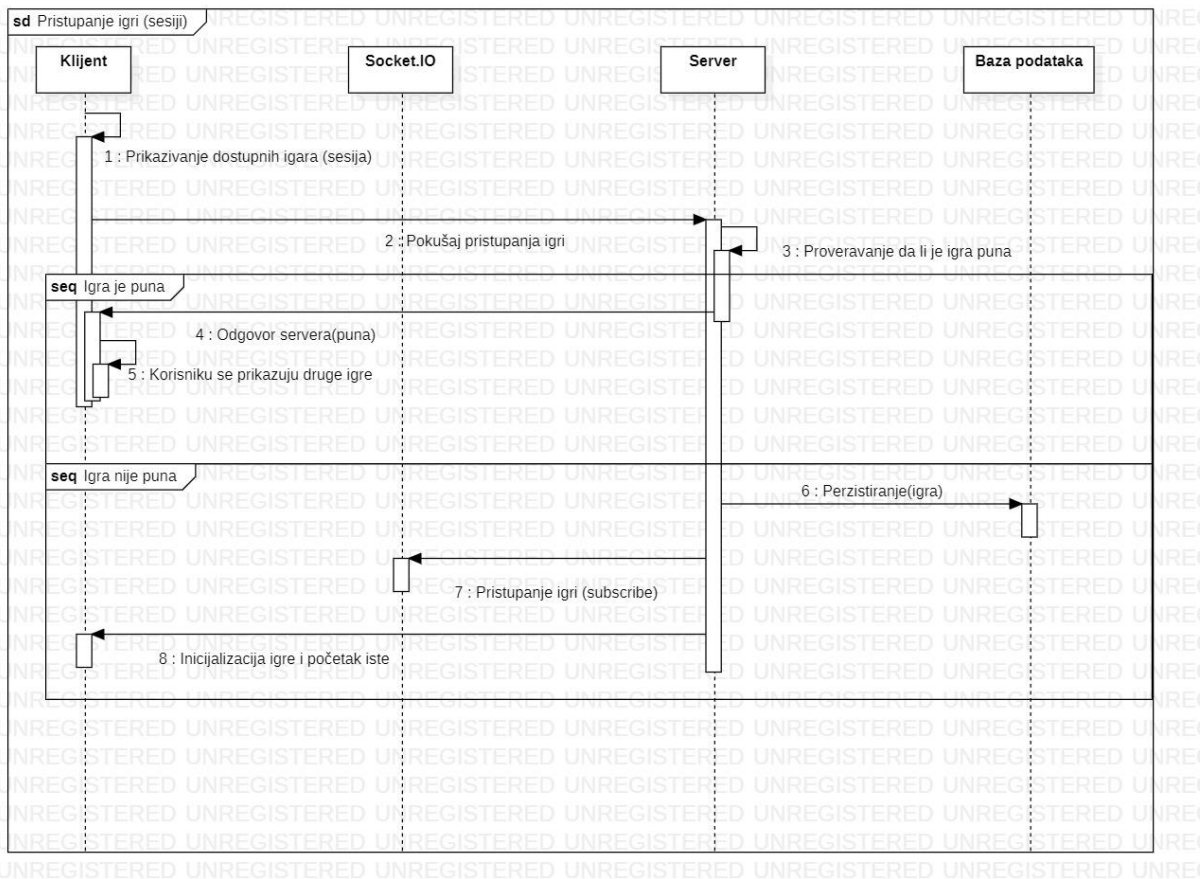 sd Pristupanje igri (sesiji)
Klijent
Socket.IO
Server
Baza podataka
1 : Prikazivanje dostupnih igara (sesija)
2 : Pokušaj pristupanja igri
3 : Proveravanje da li je igra puna
seq Igra je puna
4 : Odgovor servera(puna)
5 : Korisniku se prikazuju druge igre
seq Igra nije puna
6 : Perzistiranje(igra)
7 : Pristupanje igri (subscribe)
8 : Inicijalizacija igre i početak iste
UNREGISTERED